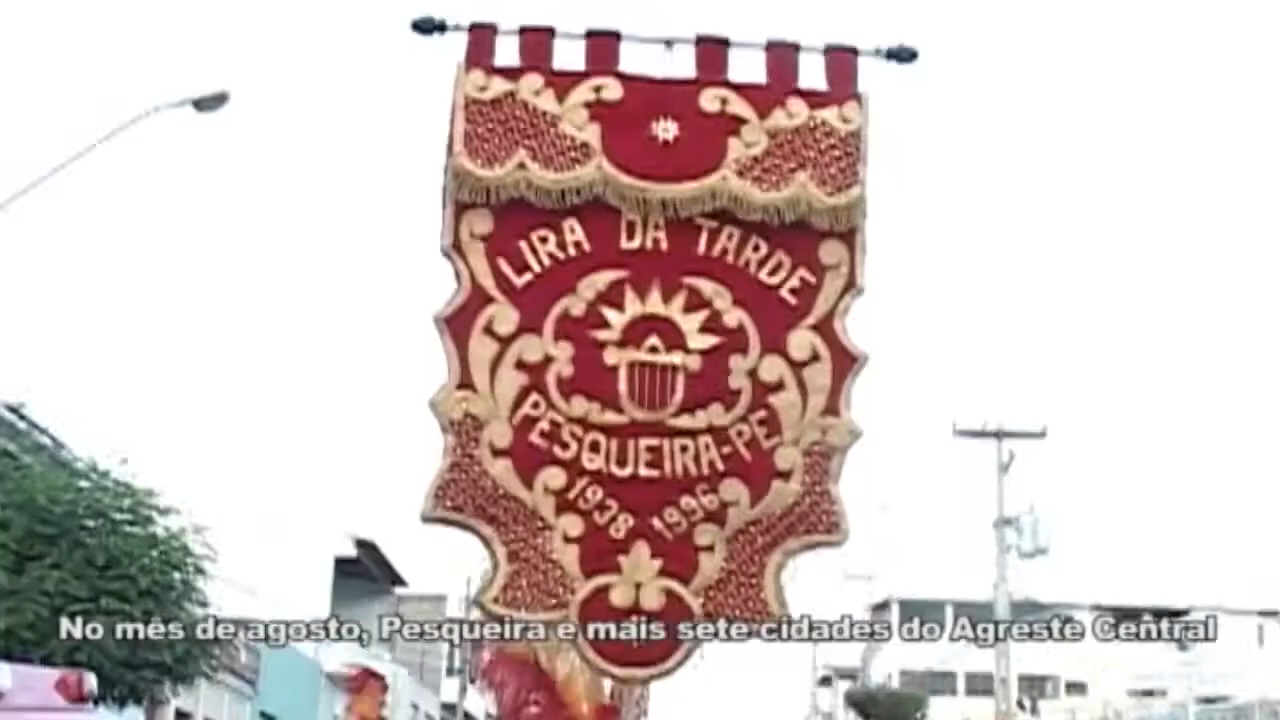 LIRA DA TARDE
PESQUEIRA-PE
1938 1996
No mês de agosto, Pesqueira e mais sete cidades do Agreste Central